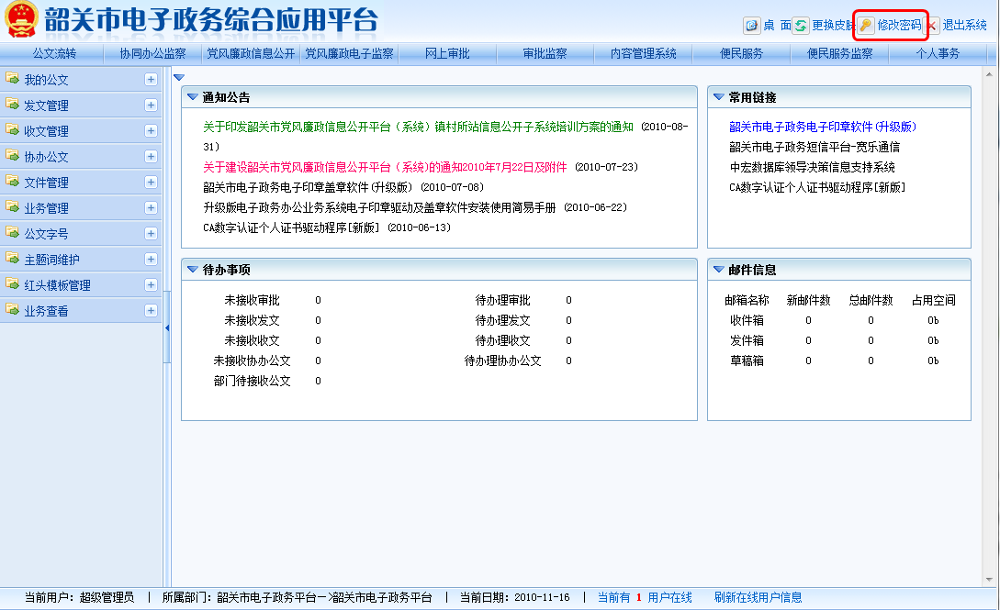 韶关市电子政务综合应用平台
桌 面 更换皮肤 修改密码 退出系统
公文流转 协同办公监察 党风廉政信息公开 党风廉政电子监察 网上审批 审批监察 内容管理系统 便民服务 便民服务监察 个人事务
我的公文
发文管理
收文管理
协办公文
文件管理
业务管理
公文字号
主题词维护
红头模板管理
业务查看
通知公告
关于印发韶关市党风廉政信息公开平台（系统）镇村所站信息公开子系统培训方案的通知 (2010-08-
31)
关于建设韶关市党风廉政信息公开平台（系统)的通知2010年7月22日及附件 (2010-07-23)
韶关市电子政务电子印章盖章软件(升级版) (2010-07-08)
升级版电子政务办公业务系统电子印章驱动及盖章软件安装使用简易手册 (2010-06-22)
CA数字认证个人证书驱动程序[新版] (2010-06-13)
常用链接
韶关市电子政务电子印章软件(升级版)
韶关市电子政务短信平台-宽乐通信
中宏数据库领导决策信息支持系统
CA数字认证个人证书驱动程序[新版]
待办事项
未接收审批 0 待办理审批 0
未接收发文 0 待办理发文 0
未接收收文 0 待办理收文 0
未接收协办公文 0 待办理协办公文 0
部门待接收公文 0
邮件信息
邮箱名称 新邮件数 总邮件数 占用空间
收件箱 0 0 0b
发件箱 0 0 0b
草稿箱 0 0 0b
当前用户：超级管理员 | 所属部门：韶关市电子政务平台－>韶关市电子政务平台 | 当前日期：2010-11-16 | 当前有 1 用户在线 刷新在线用户信息